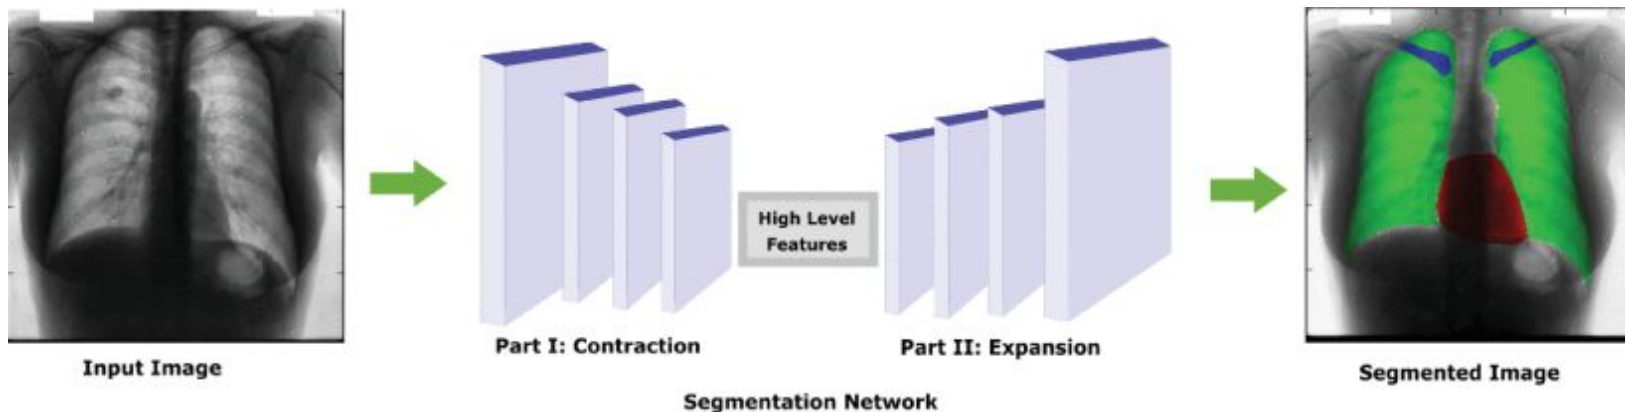 High Level
Features
Part I: Contraction
Part II: Expansion
Input Image
Segmented Image
Segmentation Network